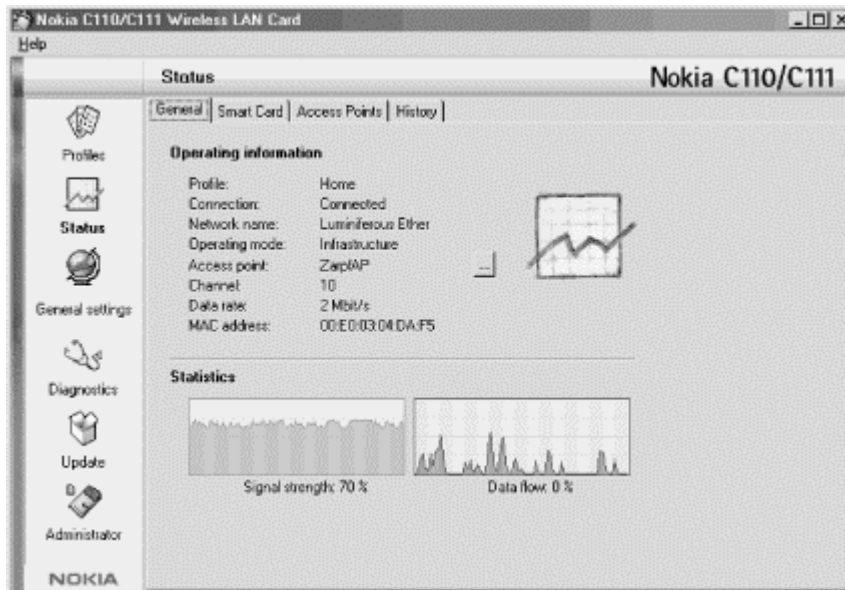 Nokia C110/C111 Wireless LAN Card
Help
Status
Nokia C110/C111
General
Smart Card
Access Points
History
Profiles
Status
General settings
Diagnostics
Update
Administrator
NOKIA
Operating information
Profile: Home
Connection: Connected
Network name: Luminiferous Ether
Operating mode: Infrastructure
Access point: Zarpl/AP
...
Channel: 10
Data rate: 2 Mbit/s
MAC address: 00:E0:03:04:DA:F5
Statistics
Signal strength: 70 %
Data flow: 0 %